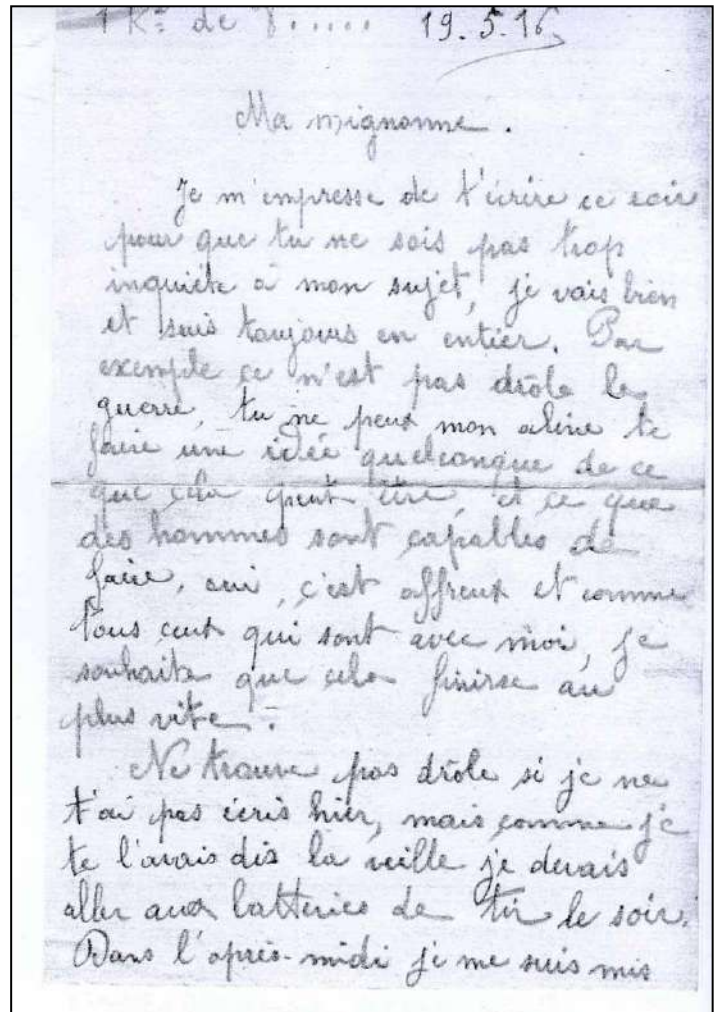 1 Km de V..... 19.5.16
Ma mignonne.
Je m'empresse de t'écrire ce soir
pour que tu ne sois pas trop
inquiète à mon sujet, je vais bien
et suis toujours en entier. Par
exemple ce n'est pas drôle la
guerre, tu ne peux mon aline te
faire une idée quelconque de ce
que cela peut être, et ce que
des hommes sont capables de
faire, oui, c'est affreux et comme
tous ceux qui sont avec moi, je
souhaite que cela finisse au
plus vite.
Ne trouve pas drôle si je ne
t'ai pas écris hier, mais comme je
te l'avais dis la veille je devais
aller aux batteries de tir le soir.
Dans l'après-midi je me suis mis